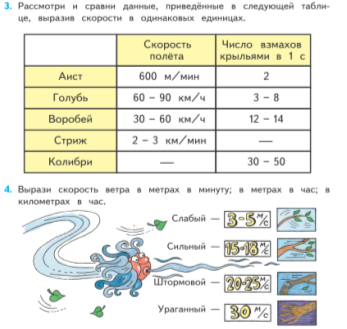 3. Рассмотри и сравни данные, приведённые в следующей табли-
це, выразив скорости в одинаковых единицах.
Скорость полёта Число взмахов крыльями в 1 с
Аист 600 м/мин 2
Голубь 60 – 90 км/ч 3 – 8
Воробей 30 – 60 км/ч 12 – 14
Стриж 2 – 3 км/мин —
Колибри — 30 – 50
4. Вырази скорость ветра в метрах в минуту; в метрах в час; в
километрах в час.
Слабый — 3-5 м/с
Сильный — 15-18 м/с
Штормовой — 20-25 м/с
Ураганный — 30 м/с